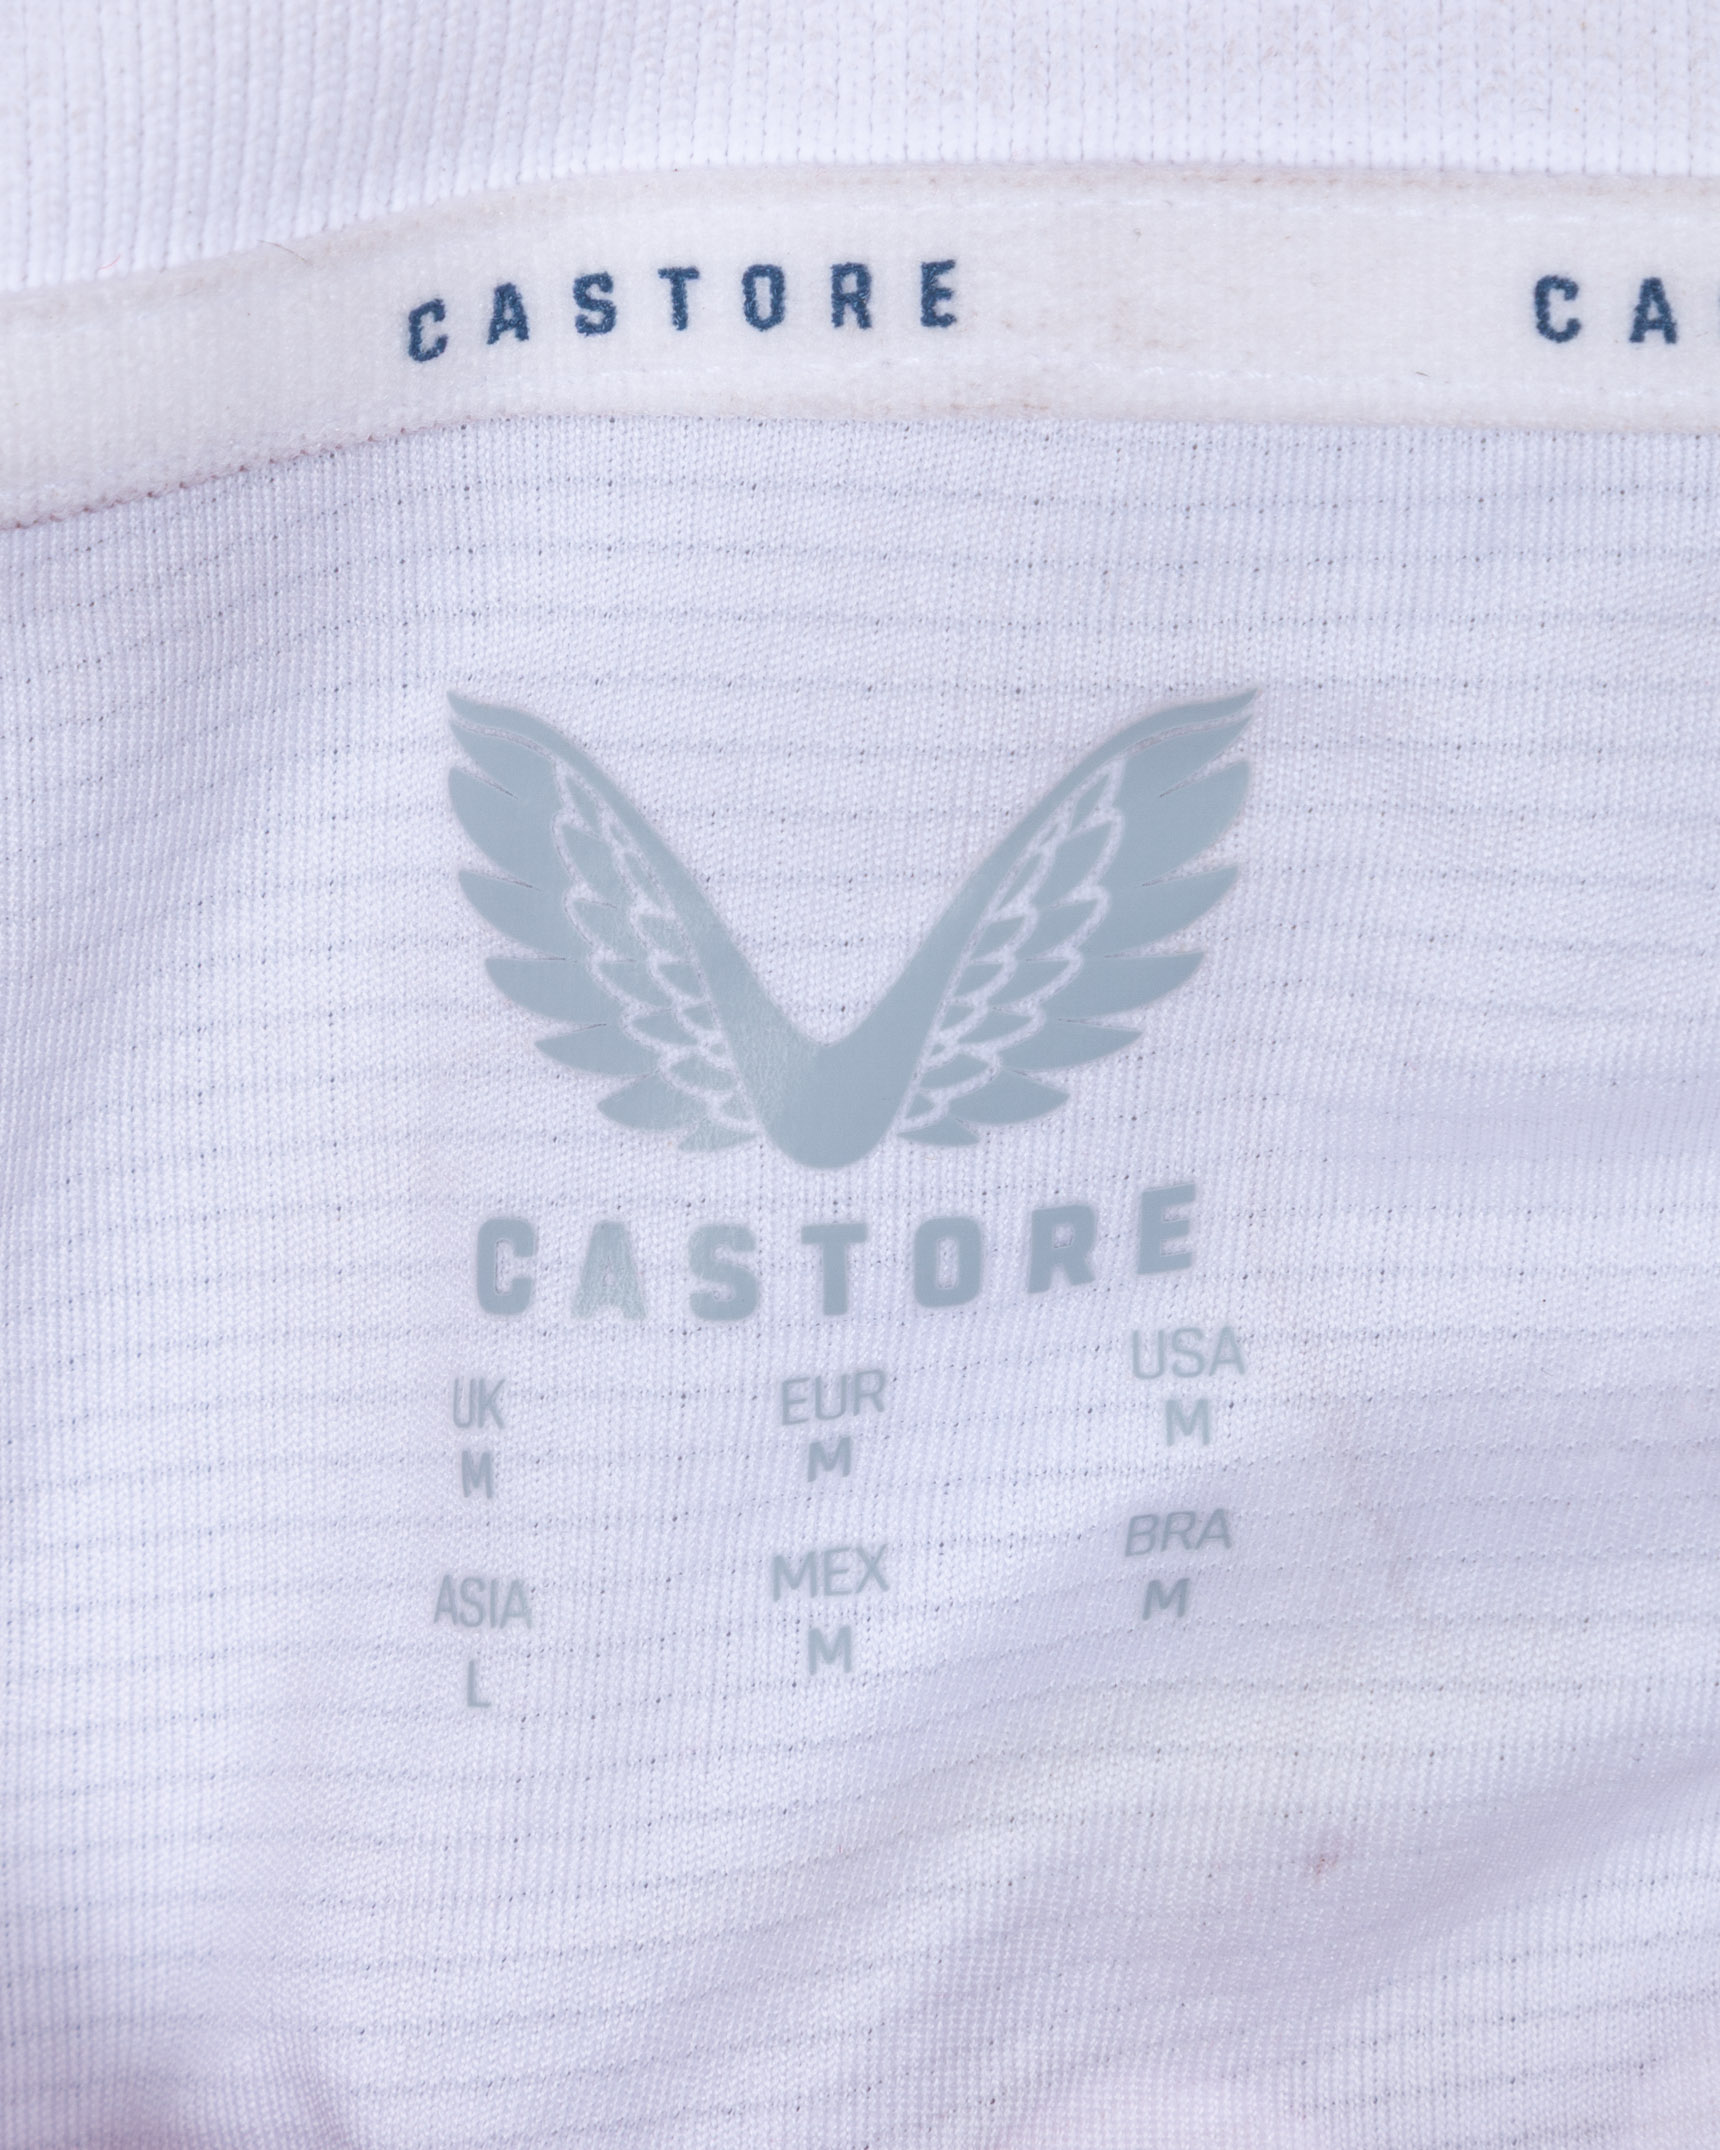 CASTORE CA
CASTORE
UK EUR USA
M M M
ASIA MEX BRA
L M M